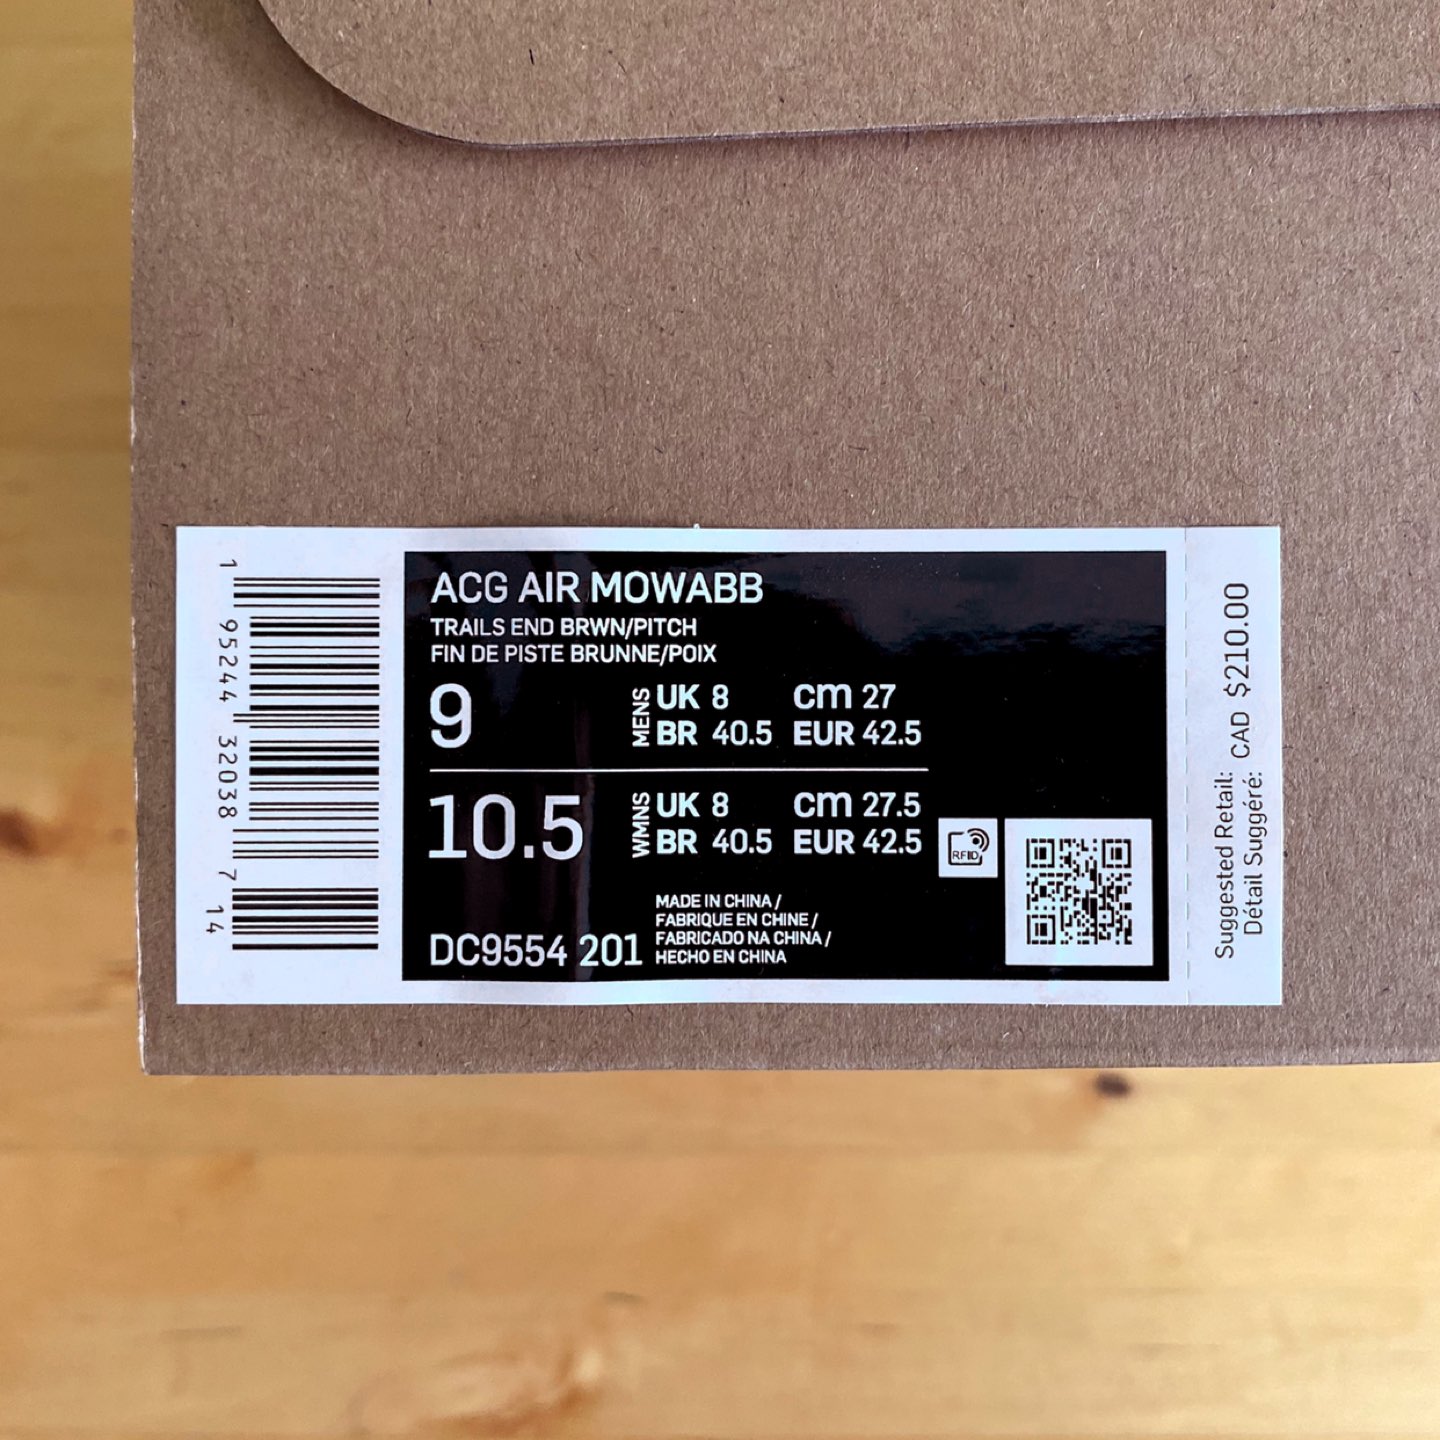 ACG AIR MOWABB
TRAILS END BRWN/PITCH
FIN DE PISTE BRUNNE/POIX
9
MENS
UK 8 cm 27
BR 40.5 EUR 42.5
10.5
WMNS
UK 8 cm 27.5
BR 40.5 EUR 42.5
DC9554 201
MADE IN CHINA /
FABRIQUE EN CHINE /
FABRICADO NA CHINA /
HECHO EN CHINA
RFID
1 95244 32038 7 14
Suggested Retail: CAD $210.00
Détail Suggéré: